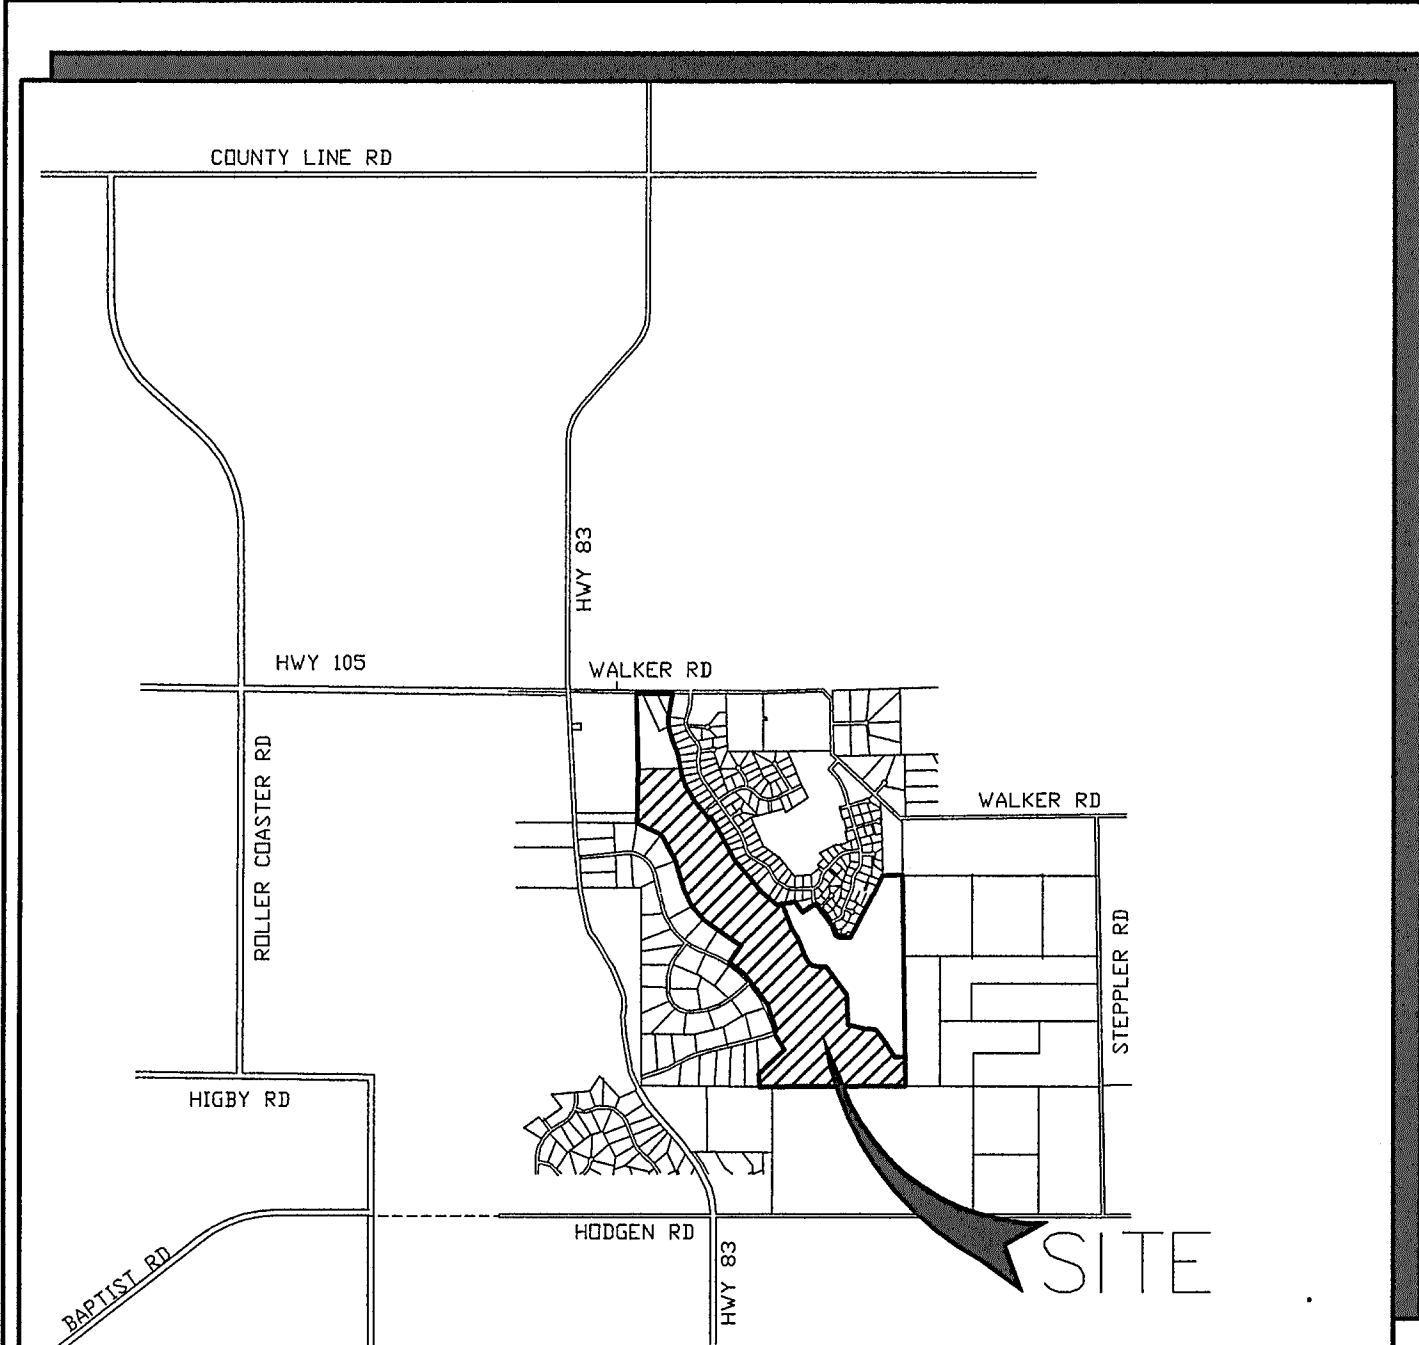 COUNTY LINE RD
HWY 83
HWY 105
WALKER RD
ROLLER COASTER RD
WALKER RD
STEPPLER RD
HIGBY RD
HODGEN RD
SITE
HWY 83
BAPTIST RD